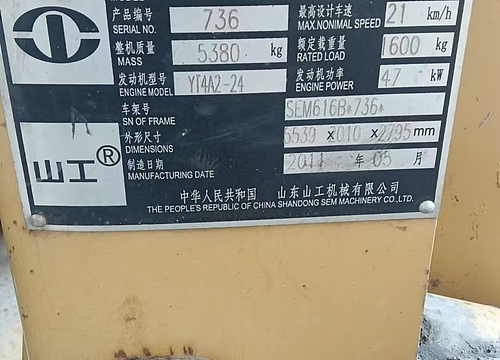 产品编号 736 最高设计车速 21 km/h
SERIAL NO. MAX.NONIMAL SPEED
整机质量 5380 kg 额定载重量 1600 kg
MASS RATED LOAD
发动机型号 YT4A2-24 发动机功率 47 kW
ENGINE MODEL ENGINE POWER
车架号 SEM616B*736*
SN OF FRAME
外形尺寸 mm
DIMENSIONS
制造日期 2011 年 05 月
MANUFACTURING DATE
山工®
中华人民共和国 山东山工机械有限公司
THE PEOPLE'S REPUBLIC OF CHINA SHANDONG SEM MACHINERY CO.,LTD.